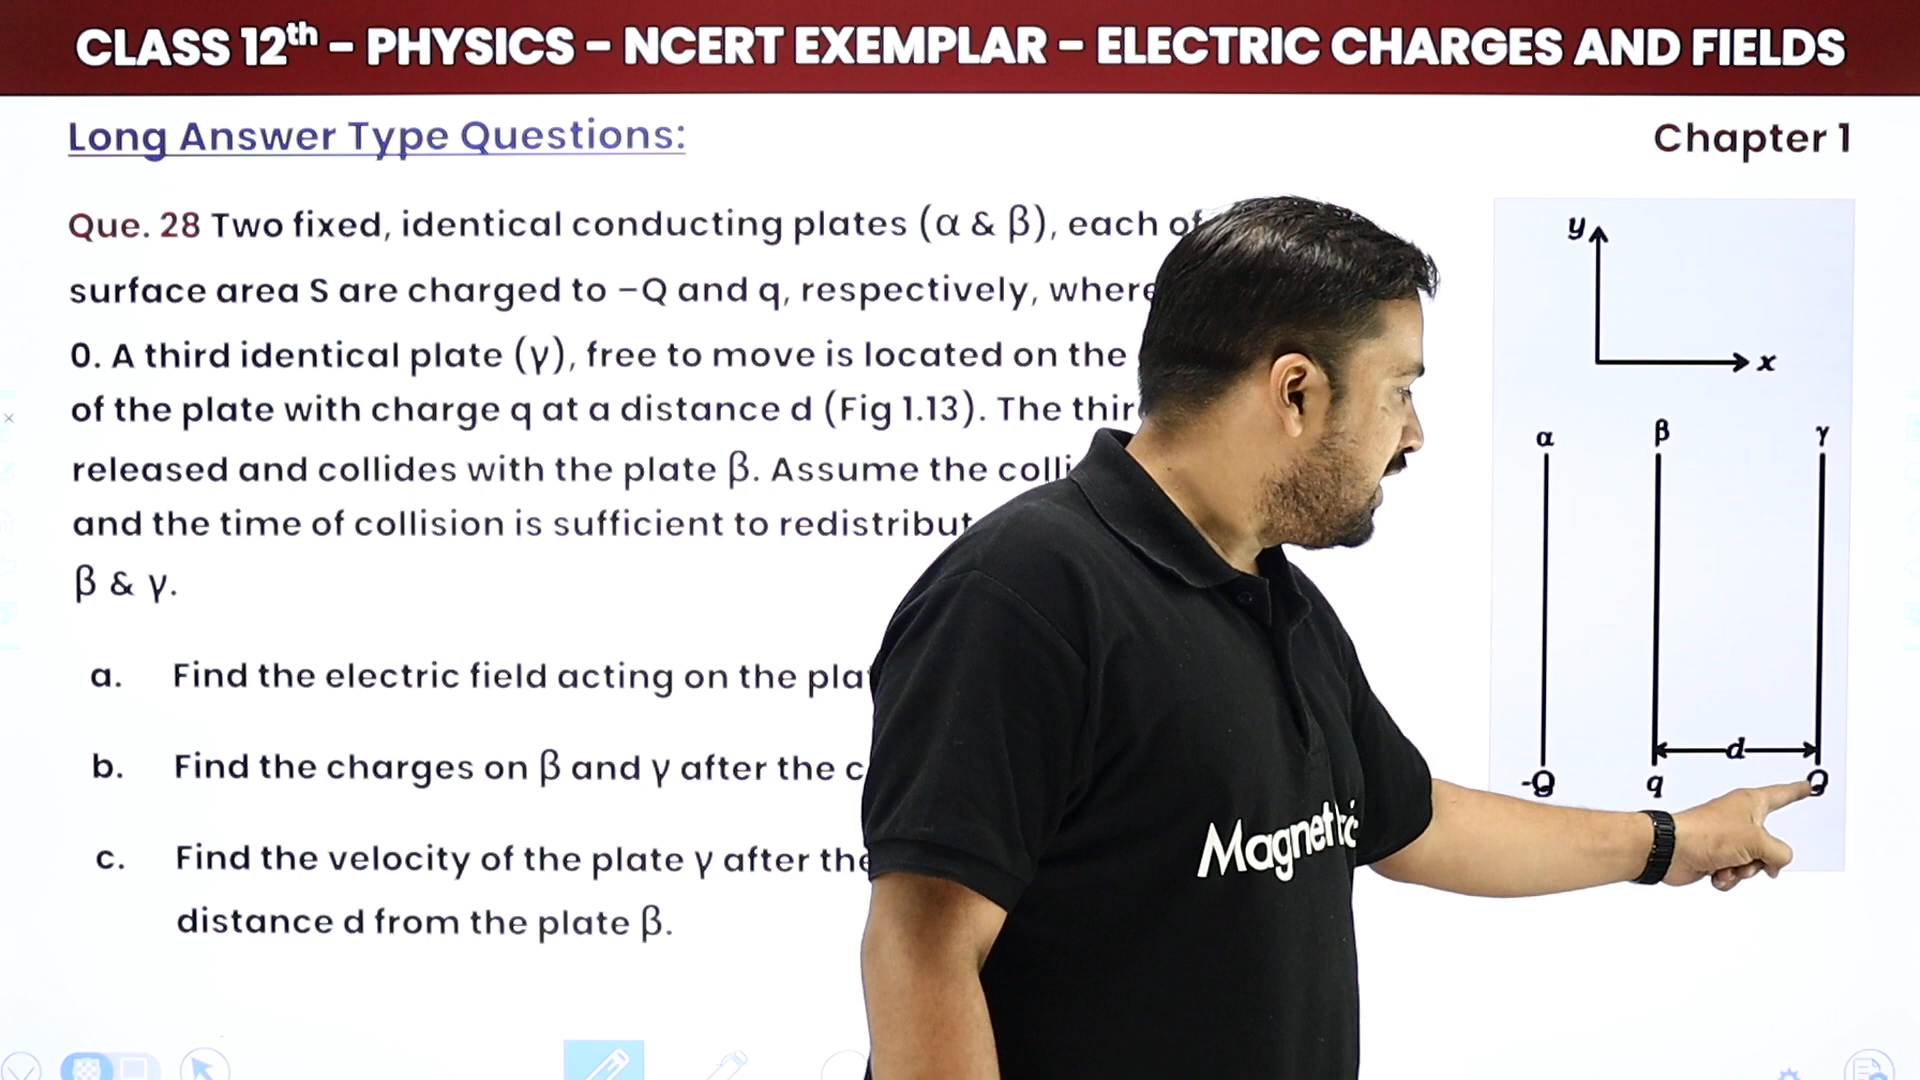 CLASS 12th – PHYSICS – NCERT EXEMPLAR – ELECTRIC CHARGES AND FIELDS
Long Answer Type Questions:
Chapter 1
Que. 28 Two fixed, identical conducting plates (α & β), each of
surface area S are charged to –Q and q, respectively, where
0. A third identical plate (γ), free to move is located on the
of the plate with charge q at a distance d (Fig 1.13). The
released and collides with the plate β. Assume the
and the time of collision is sufficient to
β & γ.
a. Find the electric field acting on the
b. Find the charges on β and γ after the
c. Find the velocity of the plate γ after the
distance d from the plate β.
y
x
α β γ
d
-Q q Q
Magnet